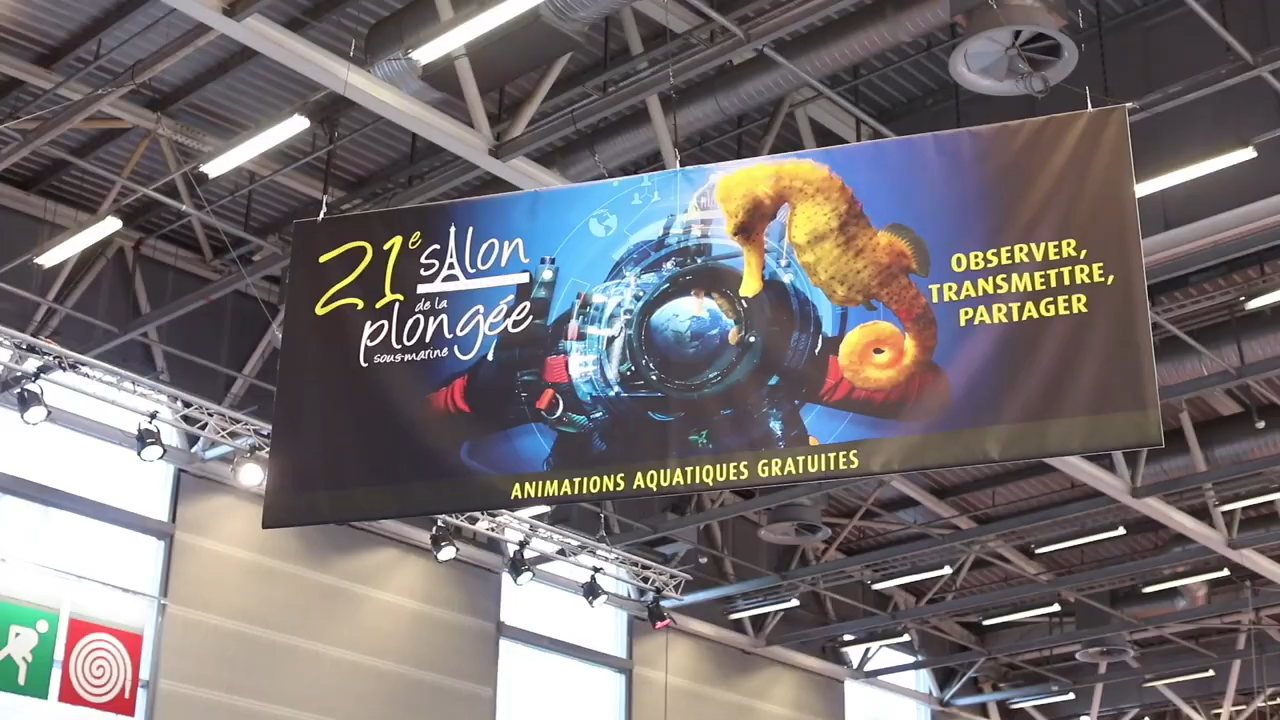 21e salon
de la
plongée
sous-marine
OBSERVER,
TRANSMETTRE,
PARTAGER
ANIMATIONS AQUATIQUES GRATUITES